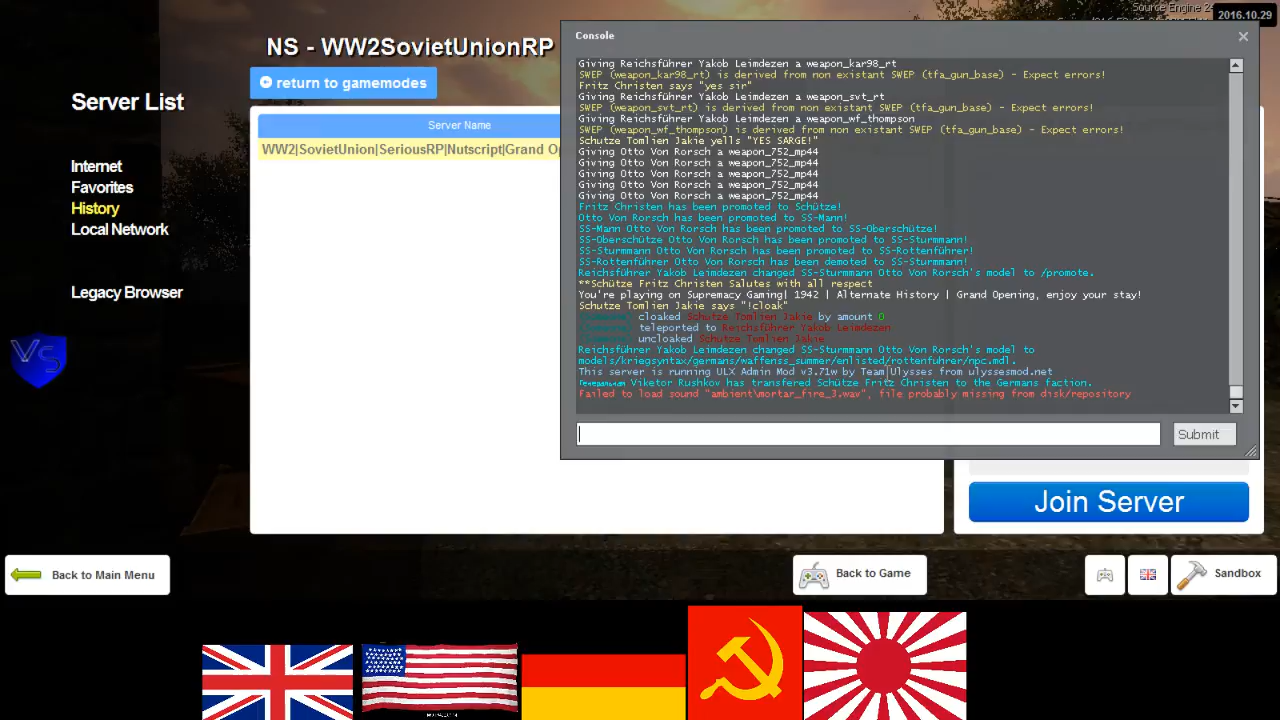 Source Engine 2
2016.10.29
NS - WW2SovietUnionRP
return to gamemodes
Server List
Internet
Favorites
History
Local Network
Legacy Browser
Server Name
WW2|SovietUnion|SeriousRP|Nutscript|Grand Op
Console
Giving Reichsführer Yakob Leimdezen a weapon_kar98_rt
SWEP (weapon_kar98_rt) is derived from non existant SWEP (tfa_gun_base) - Expect errors!
Fritz Christen says "yes sir"
Giving Reichsführer Yakob Leimdezen a weapon_svt_rt
SWEP (weapon_svt_rt) is derived from non existant SWEP (tfa_gun_base) - Expect errors!
Giving Reichsführer Yakob Leimdezen a weapon_wf_thompson
SWEP (weapon_wf_thompson) is derived from non existant SWEP (tfa_gun_base) - Expect errors!
Schutze Tomlien Jakie yells "YES SARGE!"
Giving Otto Von Rorsch a weapon_752_mp44
Giving Otto Von Rorsch a weapon_752_mp44
Giving Otto Von Rorsch a weapon_752_mp44
Giving Otto Von Rorsch a weapon_752_mp44
Giving Otto Von Rorsch a weapon_752_mp44
Fritz Christen has been promoted to Schütze!
Otto Von Rorsch has been promoted to SS-Mann!
SS-Mann Otto Von Rorsch has been promoted to SS-Oberschütze!
SS-Oberschütze Otto Von Rorsch has been promoted to SS-Sturmmann!
SS-Sturmmann Otto Von Rorsch has been promoted to SS-Rottenführer!
SS-Rottenführer Otto Von Rorsch has been demoted to SS-Sturmmann!
Reichsführer Yakob Leimdezen changed SS-Sturmmann Otto Von Rorsch's model to /promote.
**Schütze Fritz Christen Salutes with all respect
You're playing on Supremacy Gaming| 1942 | Alternate History | Grand Opening, enjoy your stay!
Schutze Tomlien Jakie says "!cloak"
(Someone) cloaked Schutze Tomlien Jakie by amount 0
(Someone) teleported to Reichsführer Yakob Leimdezen
(Someone) uncloaked Schutze Tomlien Jakie
Reichsführer Yakob Leimdezen changed SS-Sturmmann Otto Von Rorsch's model to
models/kriegsyntax/germans/waffenss_summer/enlisted/rottenfuhrer/npc.mdl.
This server is running ULX Admin Mod v3.71w by Team Ulysses from ulyssesmod.net
Viketor Rushkov has transfered Schütze Fritz Christen to the Germans faction.
Failed to load sound "ambient\mortar_fire_3.wav", file probably missing from disk/repository
Submit
Join Server
Back to Main Menu
Back to Game
Sandbox